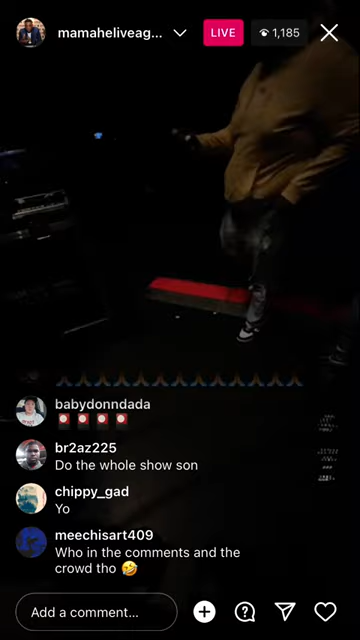 mamaheliveag...
LIVE
1,185
babydonndada
br2az225
Do the whole show son
chippy_gad
Yo
meechisart409
Who in the comments and the
crowd tho 🤣
Add a comment...